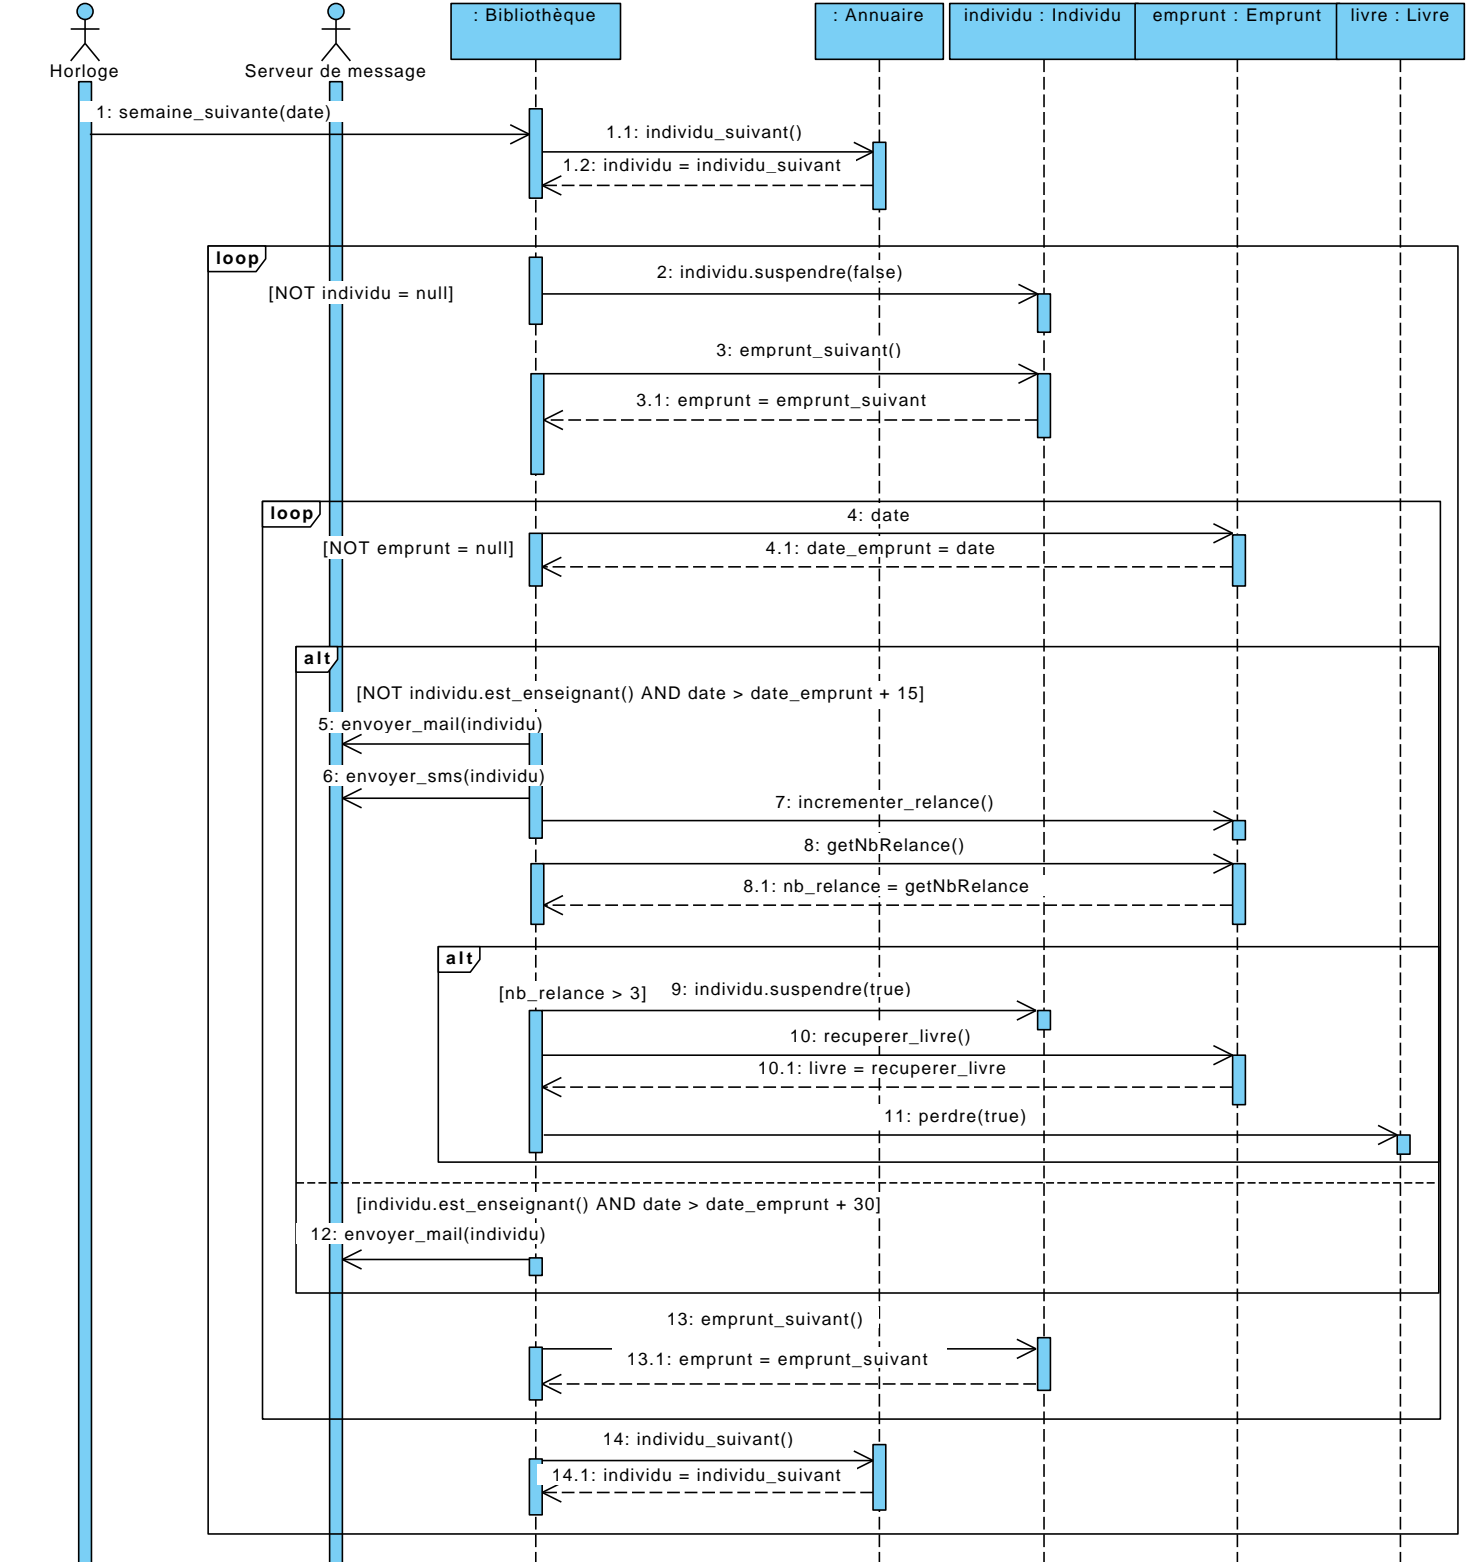 : Bibliothèque
: Annuaire
individu : Individu
emprunt : Emprunt
livre : Livre
Horloge
Serveur de message
1: semaine_suivante(date)
1.1: individu_suivant()
1.2: individu = individu_suivant
loop
2: individu.suspendre(false)
[NOT individu = null]
3: emprunt_suivant()
3.1: emprunt = emprunt_suivant
loop
4: date
[NOT emprunt = null]
4.1: date_emprunt = date
alt
[NOT individu.est_enseignant() AND date > date_emprunt + 15]
5: envoyer_mail(individu)
6: envoyer_sms(individu)
7: incrementer_relance()
8: getNbRelance()
8.1: nb_relance = getNbRelance
alt
[nb_relance > 3]
9: individu.suspendre(true)
10: recuperer_livre()
10.1: livre = recuperer_livre
11: perdre(true)
[individu.est_enseignant() AND date > date_emprunt + 30]
12: envoyer_mail(individu)
13: emprunt_suivant()
13.1: emprunt = emprunt_suivant
14: individu_suivant()
14.1: individu = individu_suivant